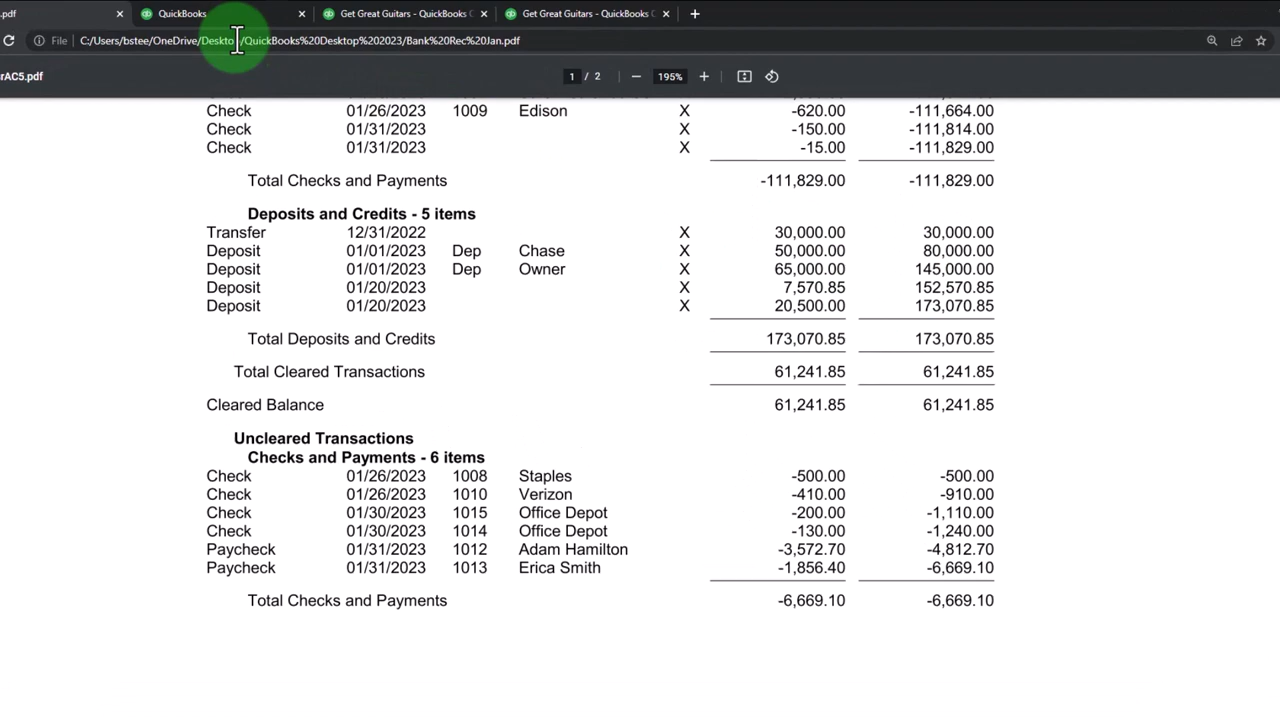 .pdf
QuickBooks
Get Great Guitars - QuickBooks
Get Great Guitars - QuickBooks
File C:/Users/bstee/OneDrive/Deskto/QuickBooks%20Desktop%202023/Bank%20Rec%20Jan.pdf
rAC5.pdf 1 / 2 195%
Check 01/26/2023 1009 Edison X -620.00 -111,664.00
Check 01/31/2023 X -150.00 -111,814.00
Check 01/31/2023 X -15.00 -111,829.00
Total Checks and Payments -111,829.00 -111,829.00
Deposits and Credits - 5 items
Transfer 12/31/2022 X 30,000.00 30,000.00
Deposit 01/01/2023 Dep Chase X 50,000.00 80,000.00
Deposit 01/01/2023 Dep Owner X 65,000.00 145,000.00
Deposit 01/20/2023 X 7,570.85 152,570.85
Deposit 01/20/2023 X 20,500.00 173,070.85
Total Deposits and Credits 173,070.85 173,070.85
Total Cleared Transactions 61,241.85 61,241.85
Cleared Balance 61,241.85 61,241.85
Uncleared Transactions
Checks and Payments - 6 items
Check 01/26/2023 1008 Staples -500.00 -500.00
Check 01/26/2023 1010 Verizon -410.00 -910.00
Check 01/30/2023 1015 Office Depot -200.00 -1,110.00
Check 01/30/2023 1014 Office Depot -130.00 -1,240.00
Paycheck 01/31/2023 1012 Adam Hamilton -3,572.70 -4,812.70
Paycheck 01/31/2023 1013 Erica Smith -1,856.40 -6,669.10
Total Checks and Payments -6,669.10 -6,669.10